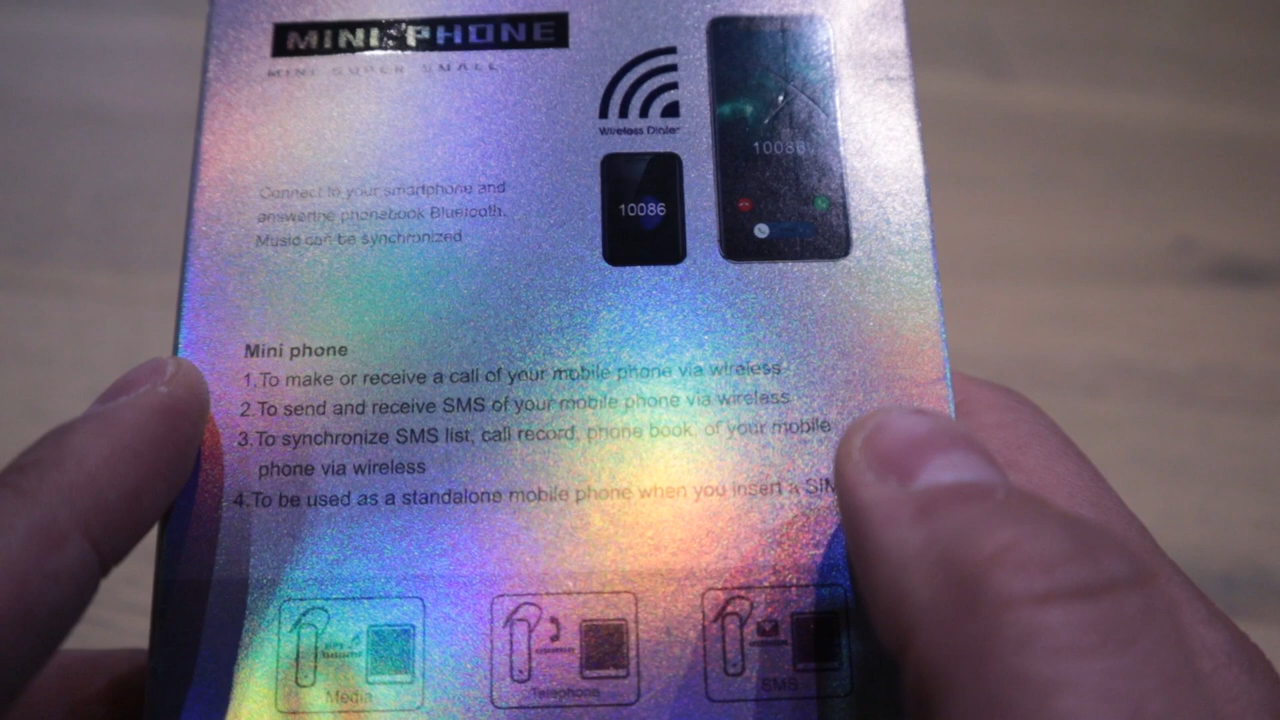 MINI PHONE
MINI SUPER SMALL
Wireless Dialer
10086
10086
Connect to your smartphone and
answerthe phonebook Bluetooth.
Music can be synchronized
Mini phone
1.To make or receive a call of your mobile phone via wireless
2.To send and receive SMS of your mobile phone via wireless
3.To synchronize SMS list, call record, phone book, of your mobile
phone via wireless
4.To be used as a standalone mobile phone when you insert a SIM
Media
Telephone
SMS